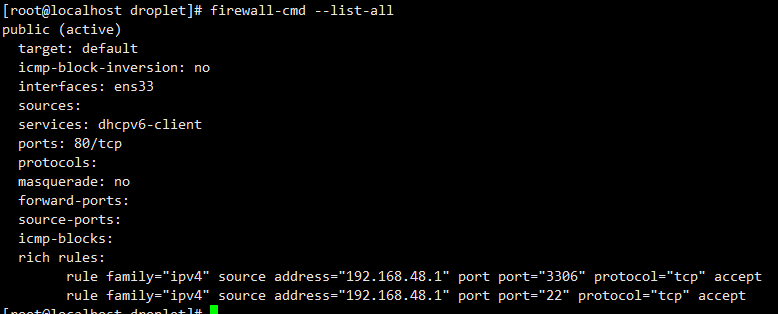 [root@localhost droplet]# firewall-cmd --list-all
public (active)
  target: default
  icmp-block-inversion: no
  interfaces: ens33
  sources:
  services: dhcpv6-client
  ports: 80/tcp
  protocols:
  masquerade: no
  forward-ports:
  source-ports:
  icmp-blocks:
  rich rules:
        rule family="ipv4" source address="192.168.48.1" port port="3306" protocol="tcp" accept
        rule family="ipv4" source address="192.168.48.1" port port="22" protocol="tcp" accept
[root@localhost droplet]#